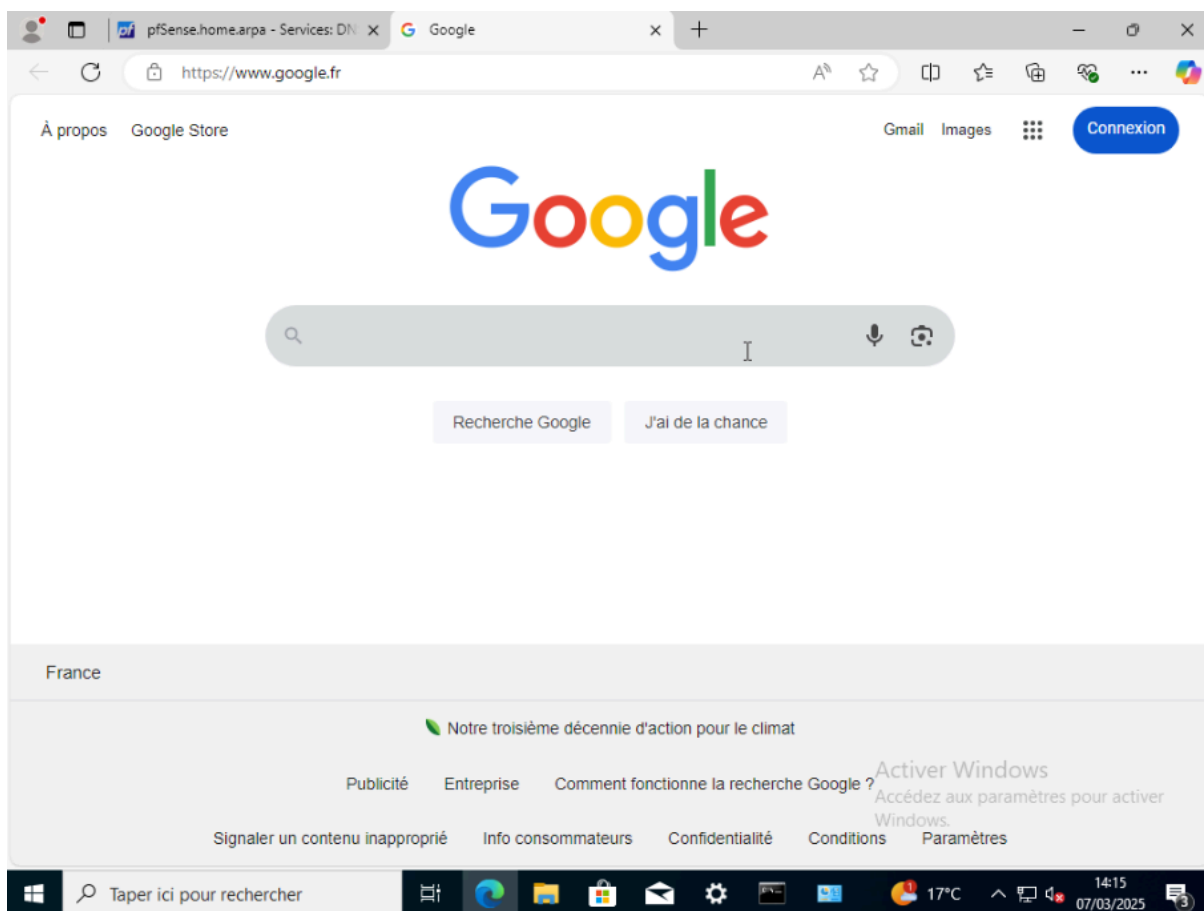 pfSense.home.arpa - Services: DN
Google
https://www.google.fr
À propos Google Store Gmail Images Connexion
Google
Recherche Google J'ai de la chance
France
Notre troisième décennie d'action pour le climat
Publicité Entreprise Comment fonctionne la recherche Google ?
Activer Windows
Accédez aux paramètres pour activer
Windows.
Signaler un contenu inapproprié Info consommateurs Confidentialité Conditions Paramètres
Taper ici pour rechercher
17°C
14:15
07/03/2025